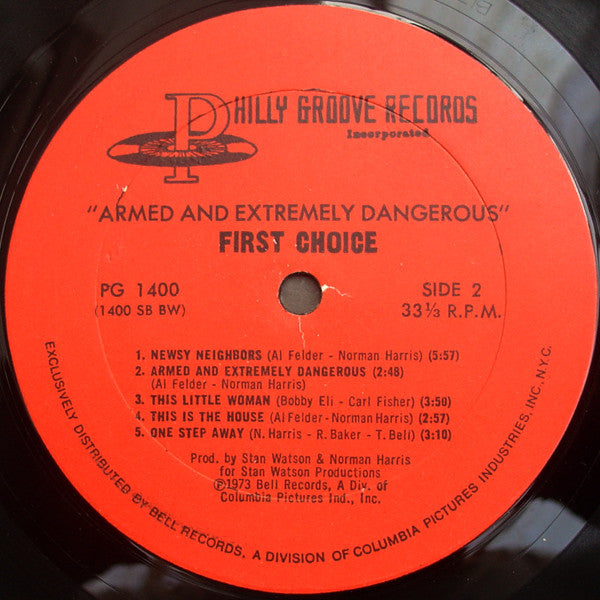 PHILLY GROOVE RECORDS
Incorporated
"ARMED AND EXTREMELY DANGEROUS"
FIRST CHOICE
PG 1400
(1400 SB BW)
SIDE 2
33⅓ R.P.M.
1. NEWSY NEIGHBORS (Al Felder - Norman Harris) (5:57)
2. ARMED AND EXTREMELY DANGEROUS (2:48)
(Al Felder - Norman Harris)
3. THIS LITTLE WOMAN (Bobby Eli - Carl Fisher) (3:50)
4. THIS IS THE HOUSE (Al Felder - Norman Harris) (2:57)
5. ONE STEP AWAY (N. Harris - R. Baker - T. Bell) (3:10)
Prod. by Stan Watson & Norman Harris
for Stan Watson Productions
℗1973 Bell Records, A Div. of
Columbia Pictures Ind., Inc.
EXCLUSIVELY DISTRIBUTED BY BELL RECORDS, A DIVISION OF COLUMBIA PICTURES INDUSTRIES, INC. N.Y.C.